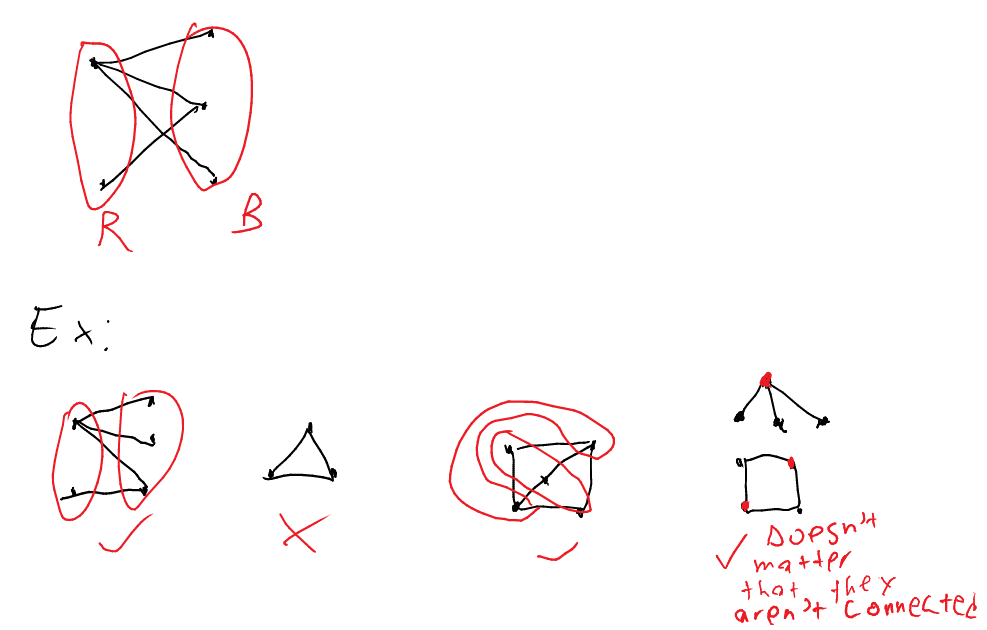 R
B
Ex:
Doesn't
matter
that they
aren't connected